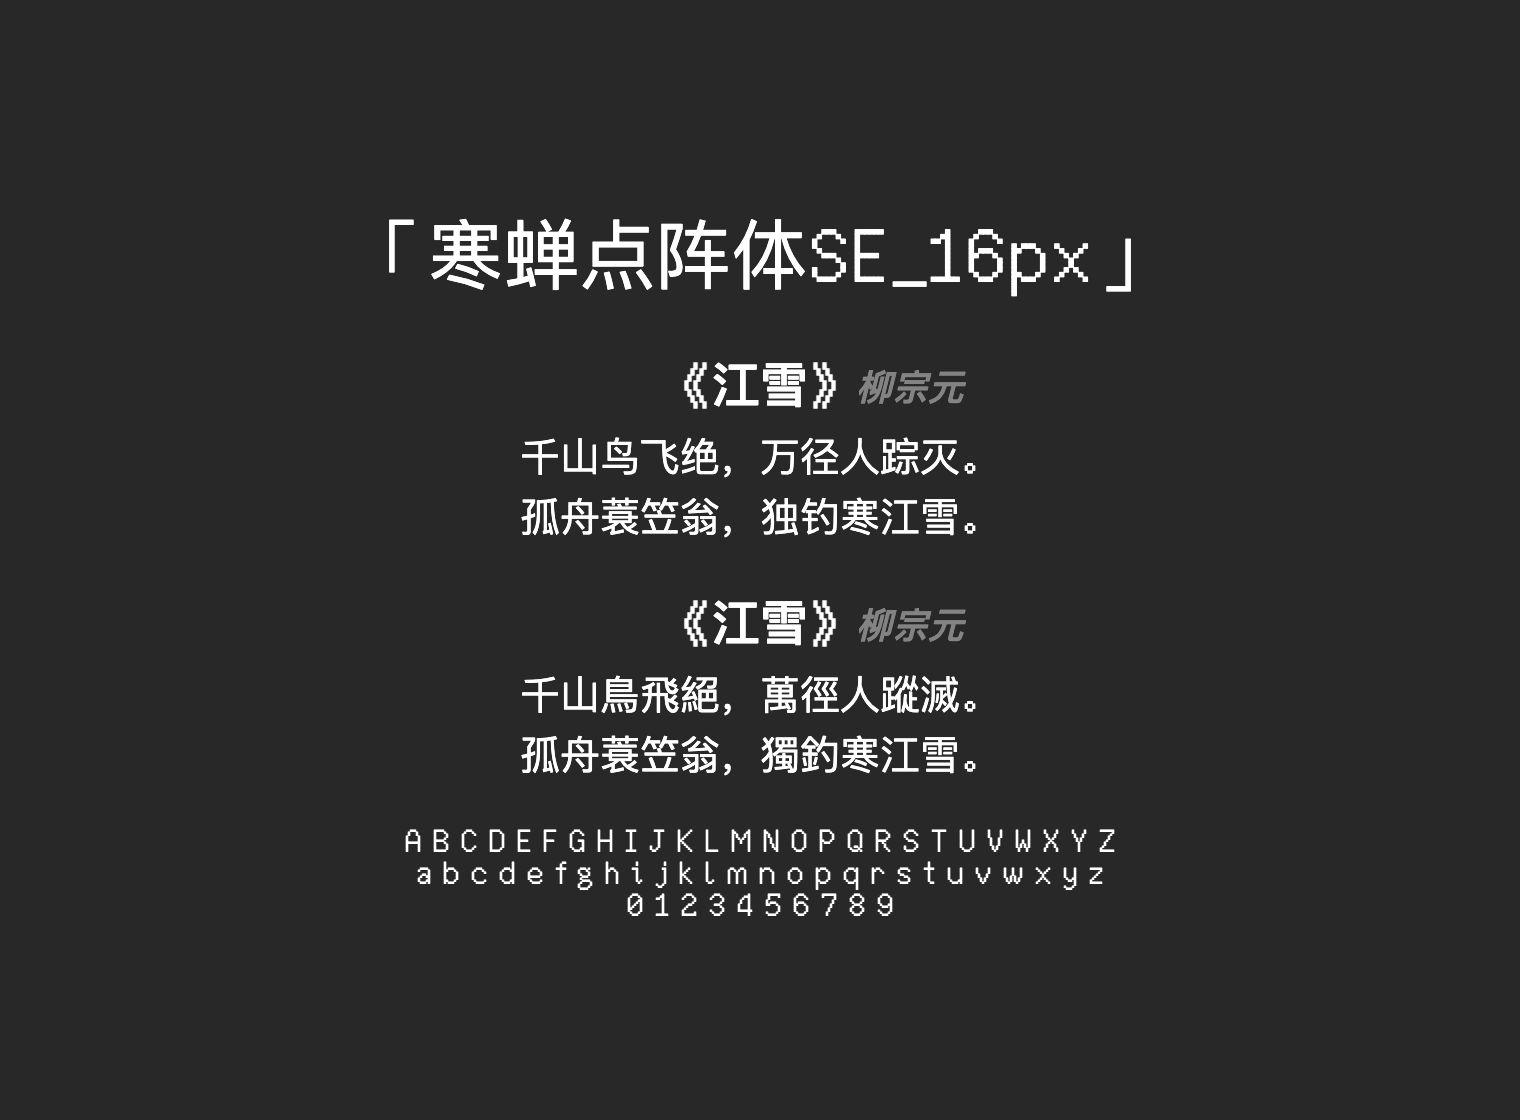 「寒蝉点阵体SE_16px」
《江雪》柳宗元
千山鸟飞绝，万径人踪灭。
孤舟蓑笠翁，独钓寒江雪。
《江雪》柳宗元
千山鳥飛絕，萬徑人蹤滅。
孤舟蓑笠翁，獨釣寒江雪。
A B C D E F G H I J K L M N O P Q R S T U V W X Y Z
a b c d e f g h i j k l m n o p q r s t u v w x y z
0 1 2 3 4 5 6 7 8 9